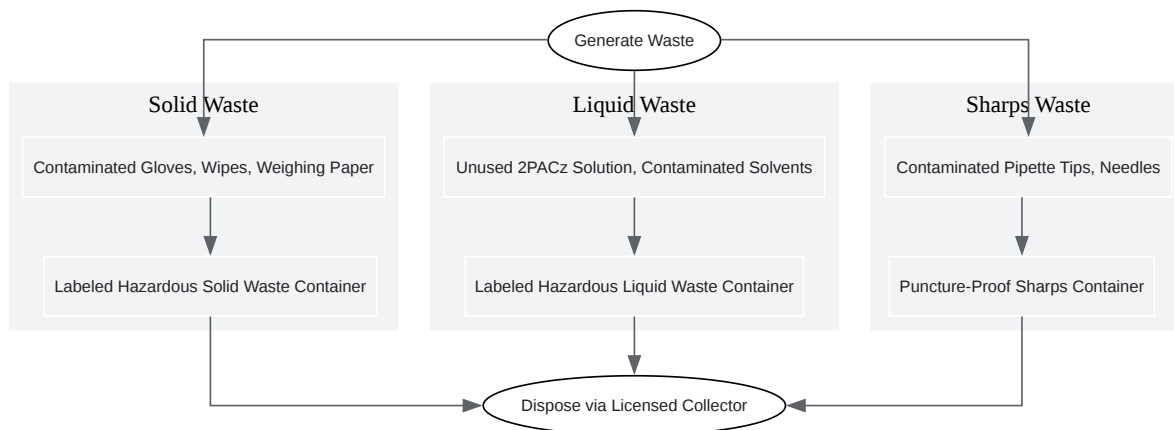 Generate Waste
Solid Waste
Liquid Waste
Sharps Waste
Contaminated Gloves, Wipes, Weighing Paper
Unused 2PACz Solution, Contaminated Solvents
Contaminated Pipette Tips, Needles
Labeled Hazardous Solid Waste Container
Labeled Hazardous Liquid Waste Container
Puncture-Proof Sharps Container
Dispose via Licensed Collector